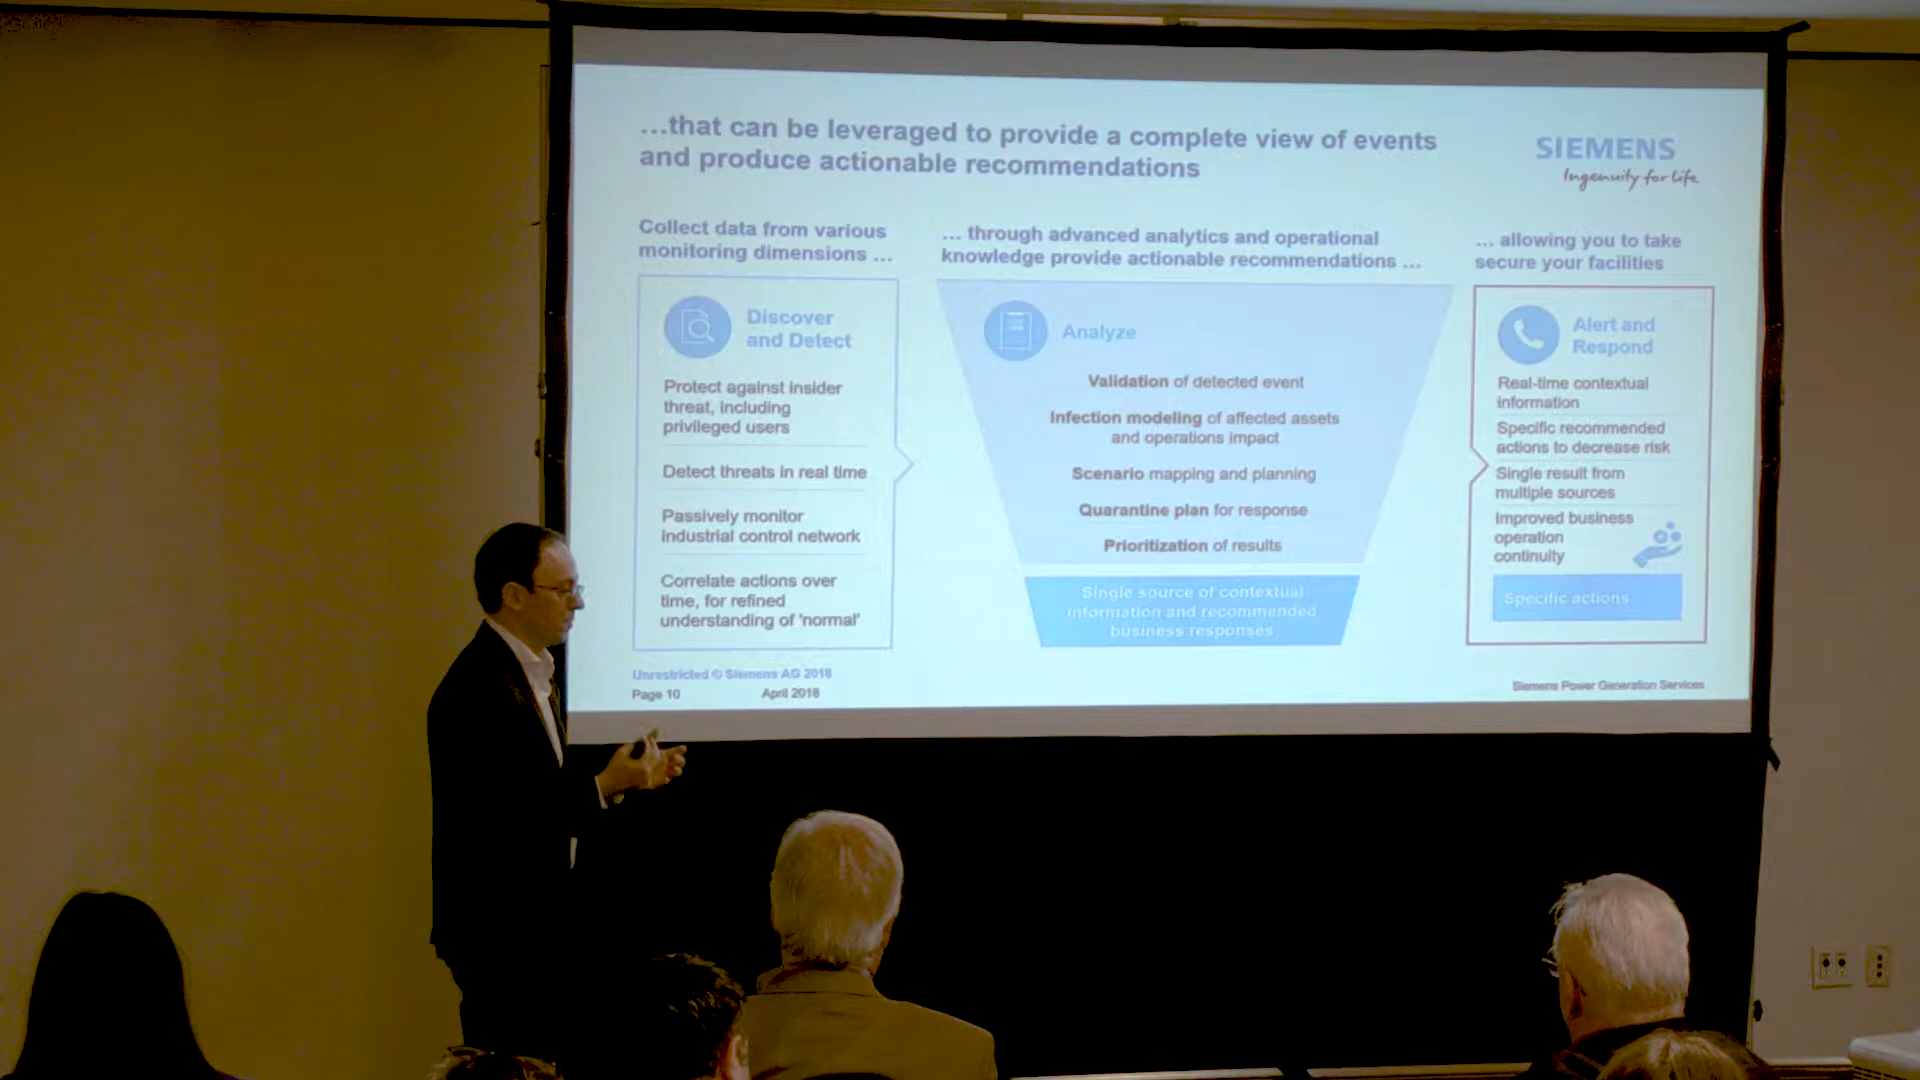 ...that can be leveraged to provide a complete view of events
and produce actionable recommendations
SIEMENS
Ingenuity for life
Collect data from various
monitoring dimensions ...
Discover
and Detect
Protect against insider
threat, including
privileged users
Detect threats in real time
Passively monitor
industrial control network
Correlate actions over
time, for refined
understanding of 'normal'
... through advanced analytics and operational
knowledge provide actionable recommendations ...
Analyze
Validation of detected event
Infection modeling of affected assets
and operations impact
Scenario mapping and planning
Quarantine plan for response
Prioritization of results
Single source of contextual
information and recommended
business responses
... allowing you to take
secure your facilities
Alert and
Respond
Real-time contextual
information
Specific recommended
actions to decrease risk
Single result from
multiple sources
Improved business
operation
continuity
Specific actions
Unrestricted © Siemens AG 2018
Page 10 April 2018
Siemens Power Generation Services